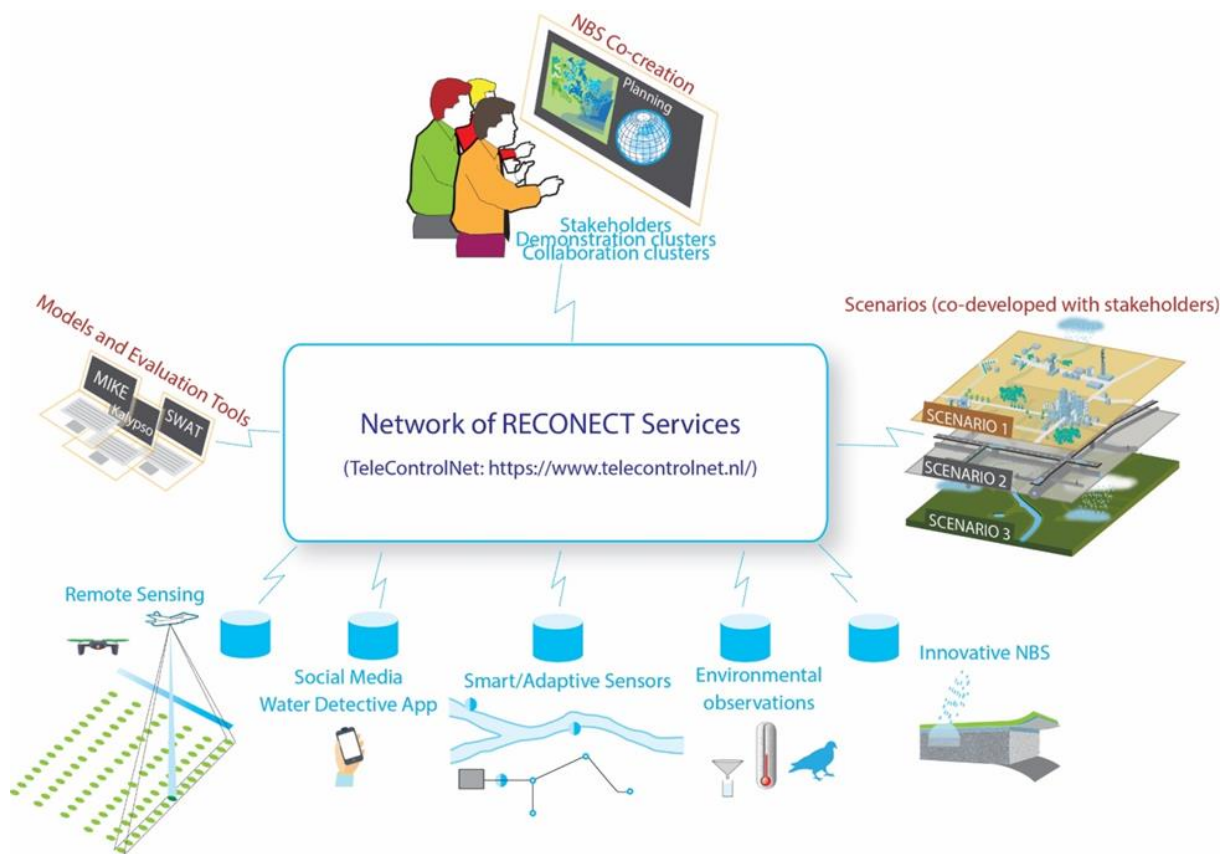 NBS Co-creation
Planning
Stakeholders
Demonstration clusters
Collaboration clusters
Models and Evaluation Tools
MIKE
Kalypso
SWAT
Scenarios (co-developed with stakeholders)
SCENARIO 1
SCENARIO 2
SCENARIO 3
Network of RECONECT Services
(TeleControlNet: https://www.telecontrolnet.nl/)
Remote Sensing
Social Media
Water Detective App
Smart/Adaptive Sensors
Environmental
observations
Innovative NBS